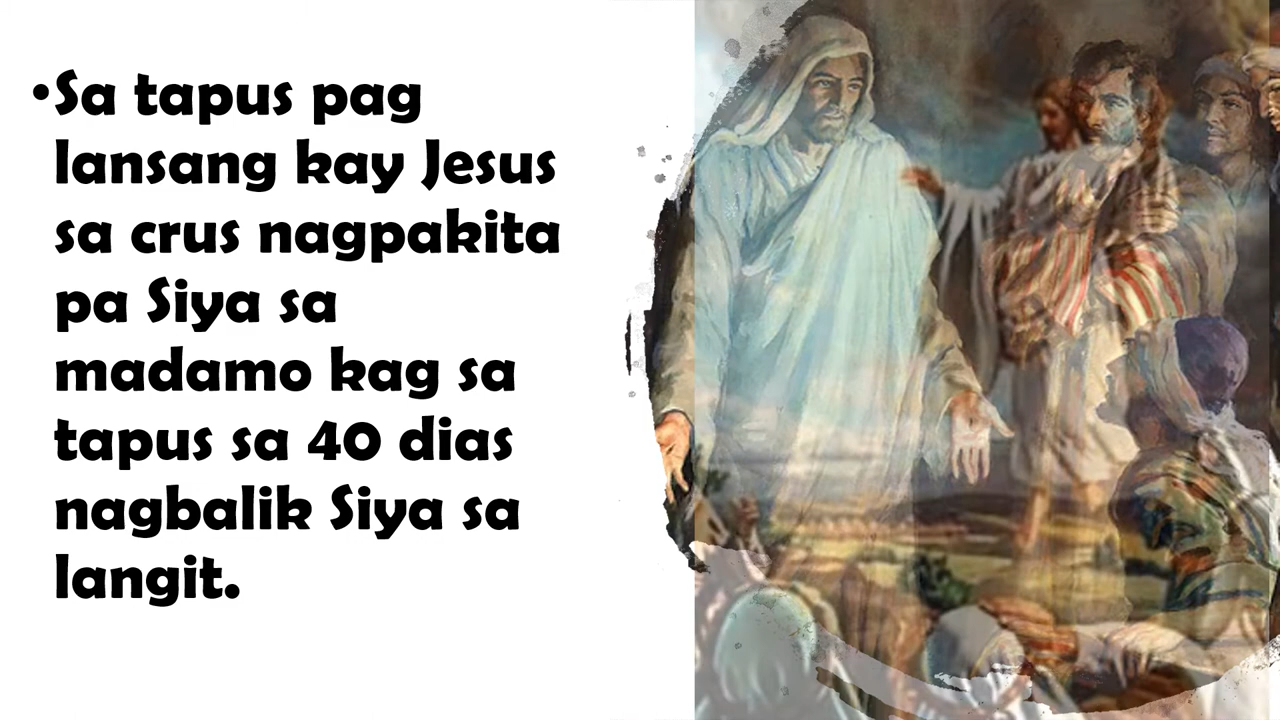 •Sa tapus pag
lansang kay Jesus
sa crus nagpakita
pa Siya sa
madamo kag sa
tapus sa 40 dias
nagbalik Siya sa
langit.